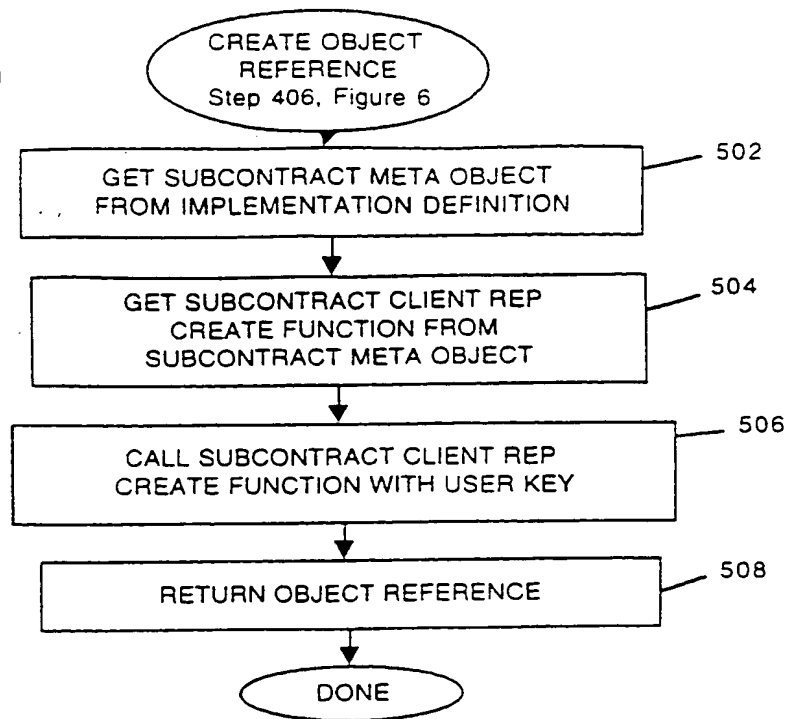 CREATE OBJECT
REFERENCE
Step 406, Figure 6
502
GET SUBCONTRACT META OBJECT
FROM IMPLEMENTATION DEFINITION
504
GET SUBCONTRACT CLIENT REP
CREATE FUNCTION FROM
SUBCONTRACT META OBJECT
506
CALL SUBCONTRACT CLIENT REP
CREATE FUNCTION WITH USER KEY
508
RETURN OBJECT REFERENCE
DONE